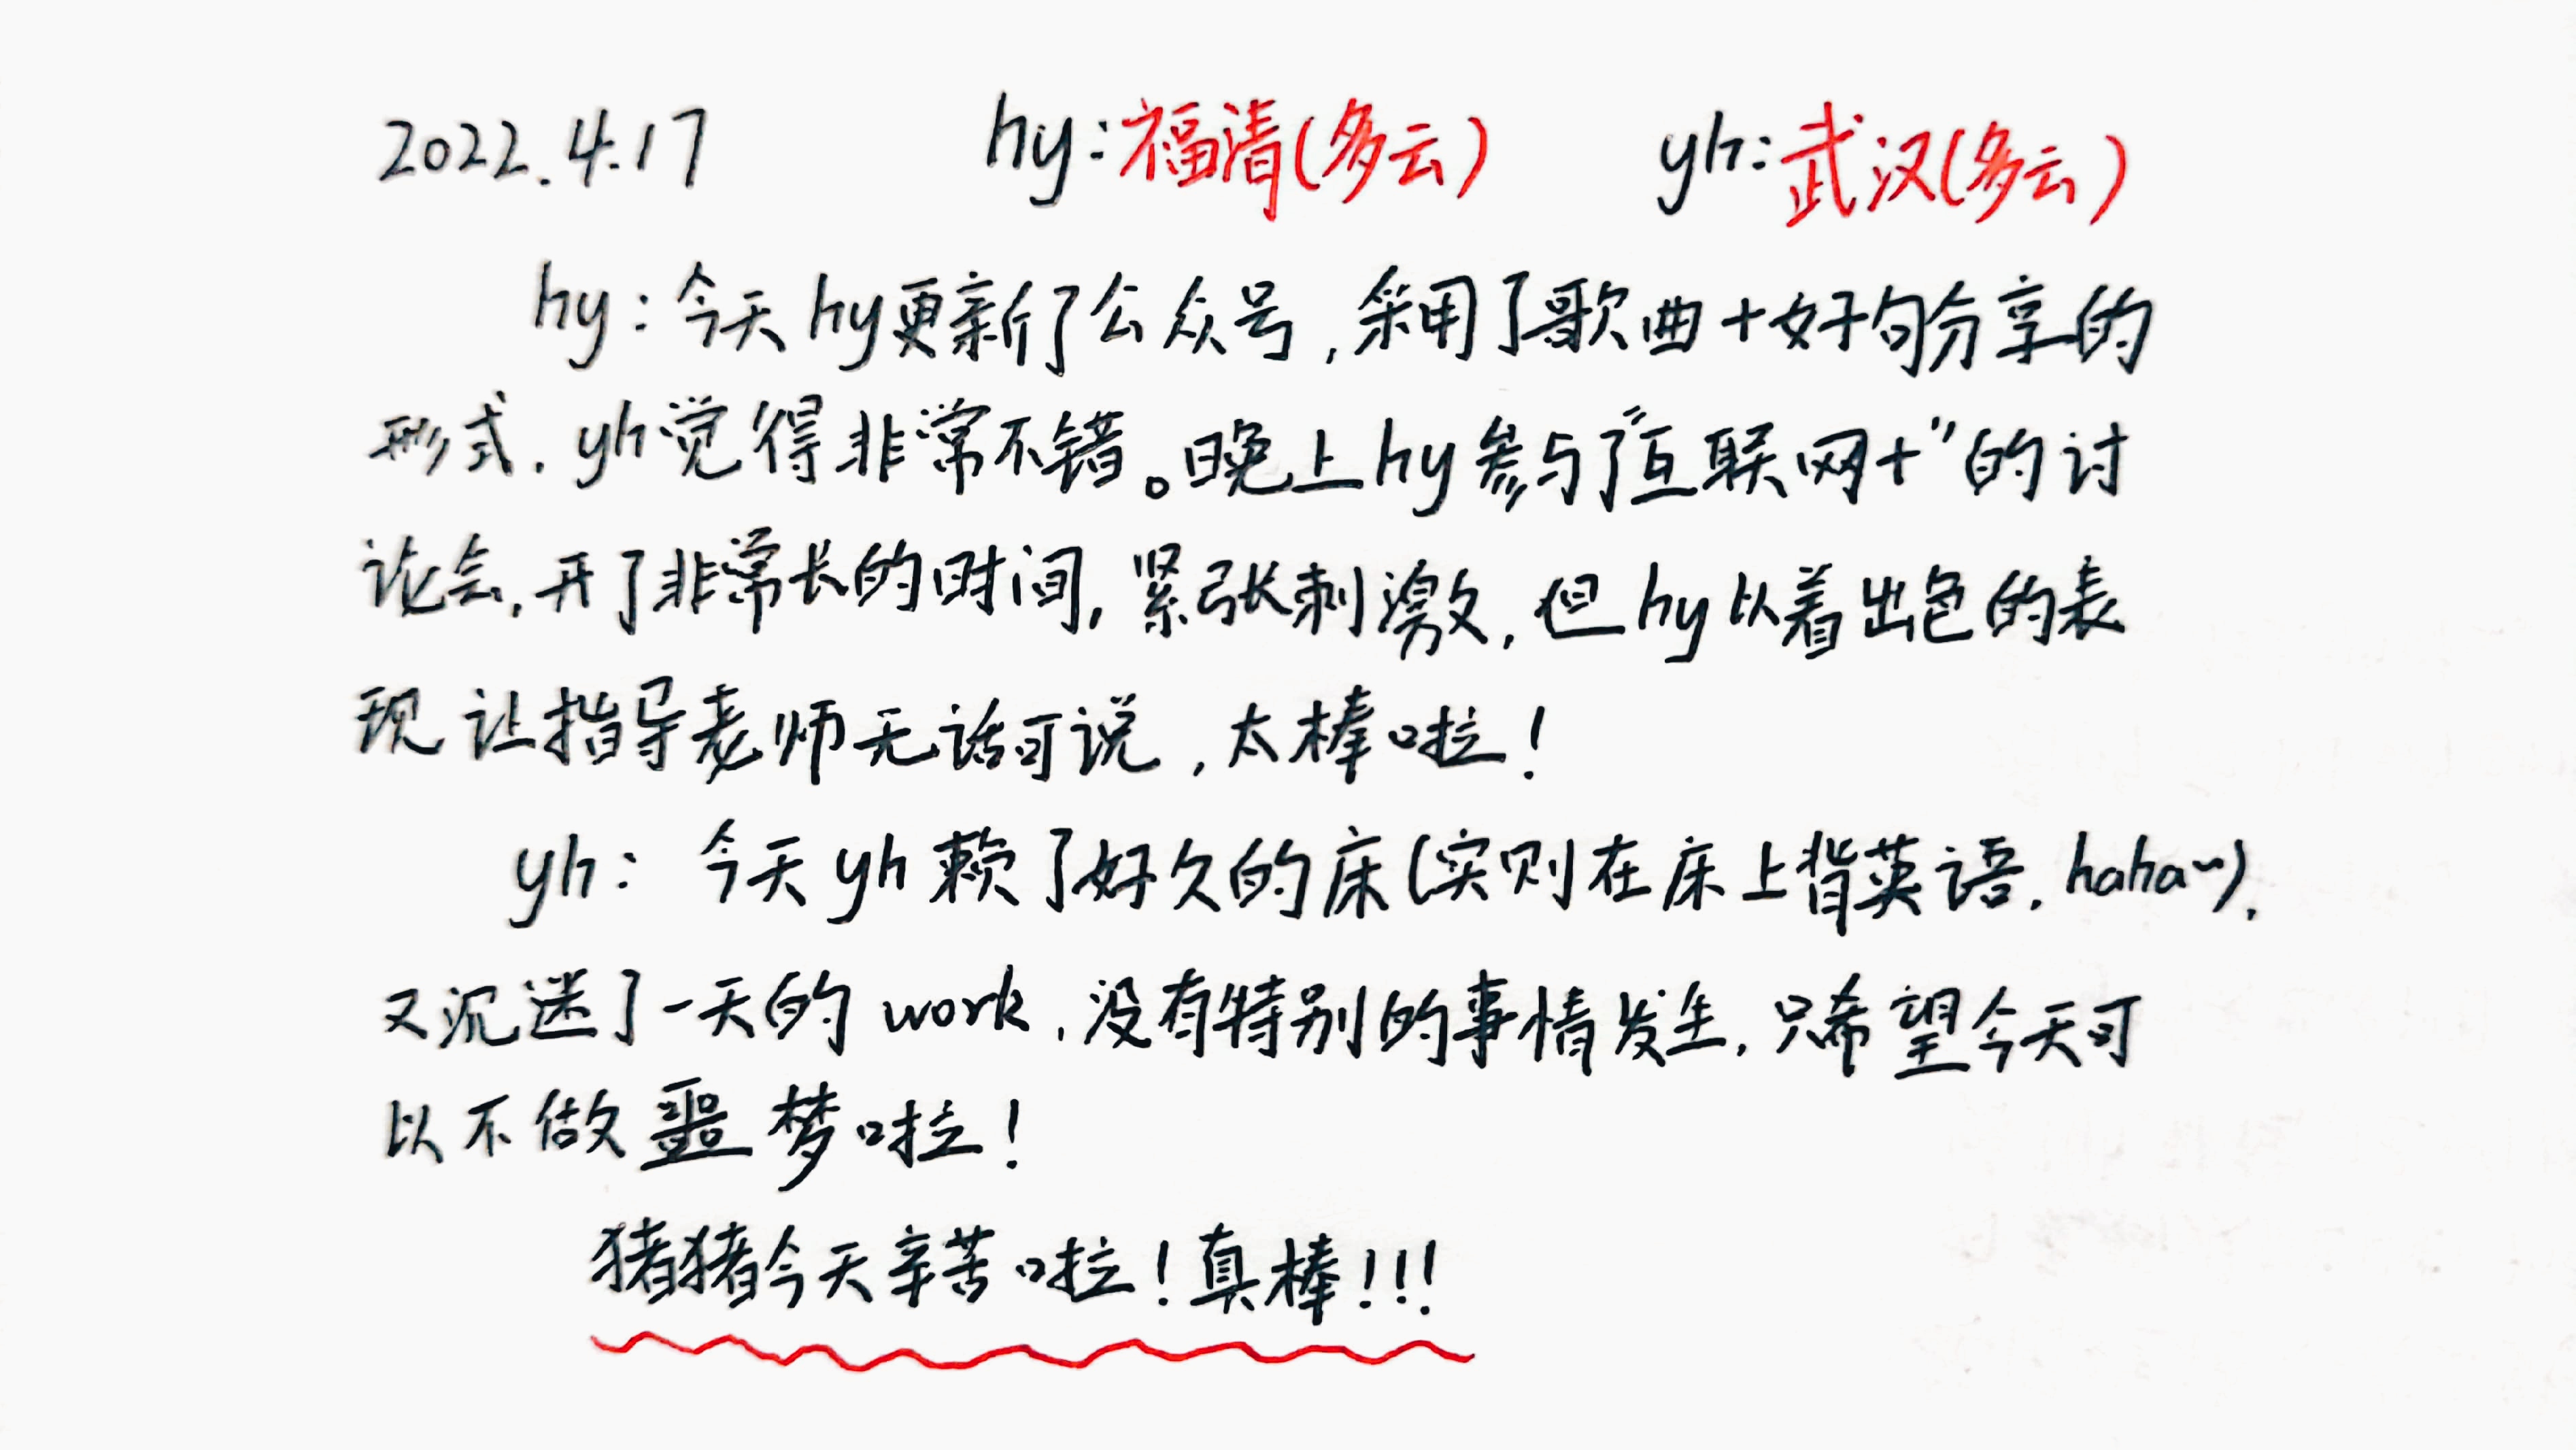 2022.4.17 hy:福清(多云) yh:武汉(多云)
hy:今天hy更新了公众号,采用了歌曲+好句分享的
形式.yh觉得非常不错。晚上hy参与了"互联网+"的讨
论会,开了非常长的时间,紧张刺激,但hy以着出色的表
现让指导老师无话可说,太棒啦!
yh:今天yh赖了好久的床(实则在床上背英语.haha~),
又沉迷了一天的work,没有特别的事情发生,只希望今天可
以不做噩梦啦!
猪猪今天辛苦啦!真棒!!!